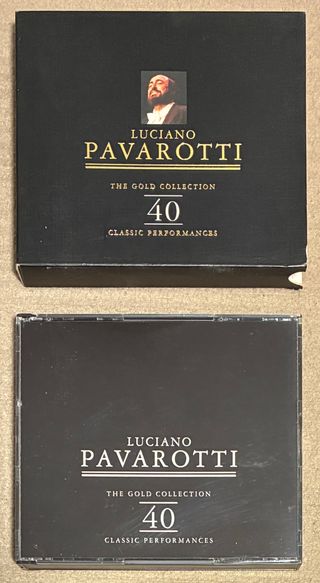 LUCIANO
PAVAROTTI
THE GOLD COLLECTION
40
CLASSIC PERFORMANCES
LUCIANO
PAVAROTTI
THE GOLD COLLECTION
40
CLASSIC PERFORMANCES